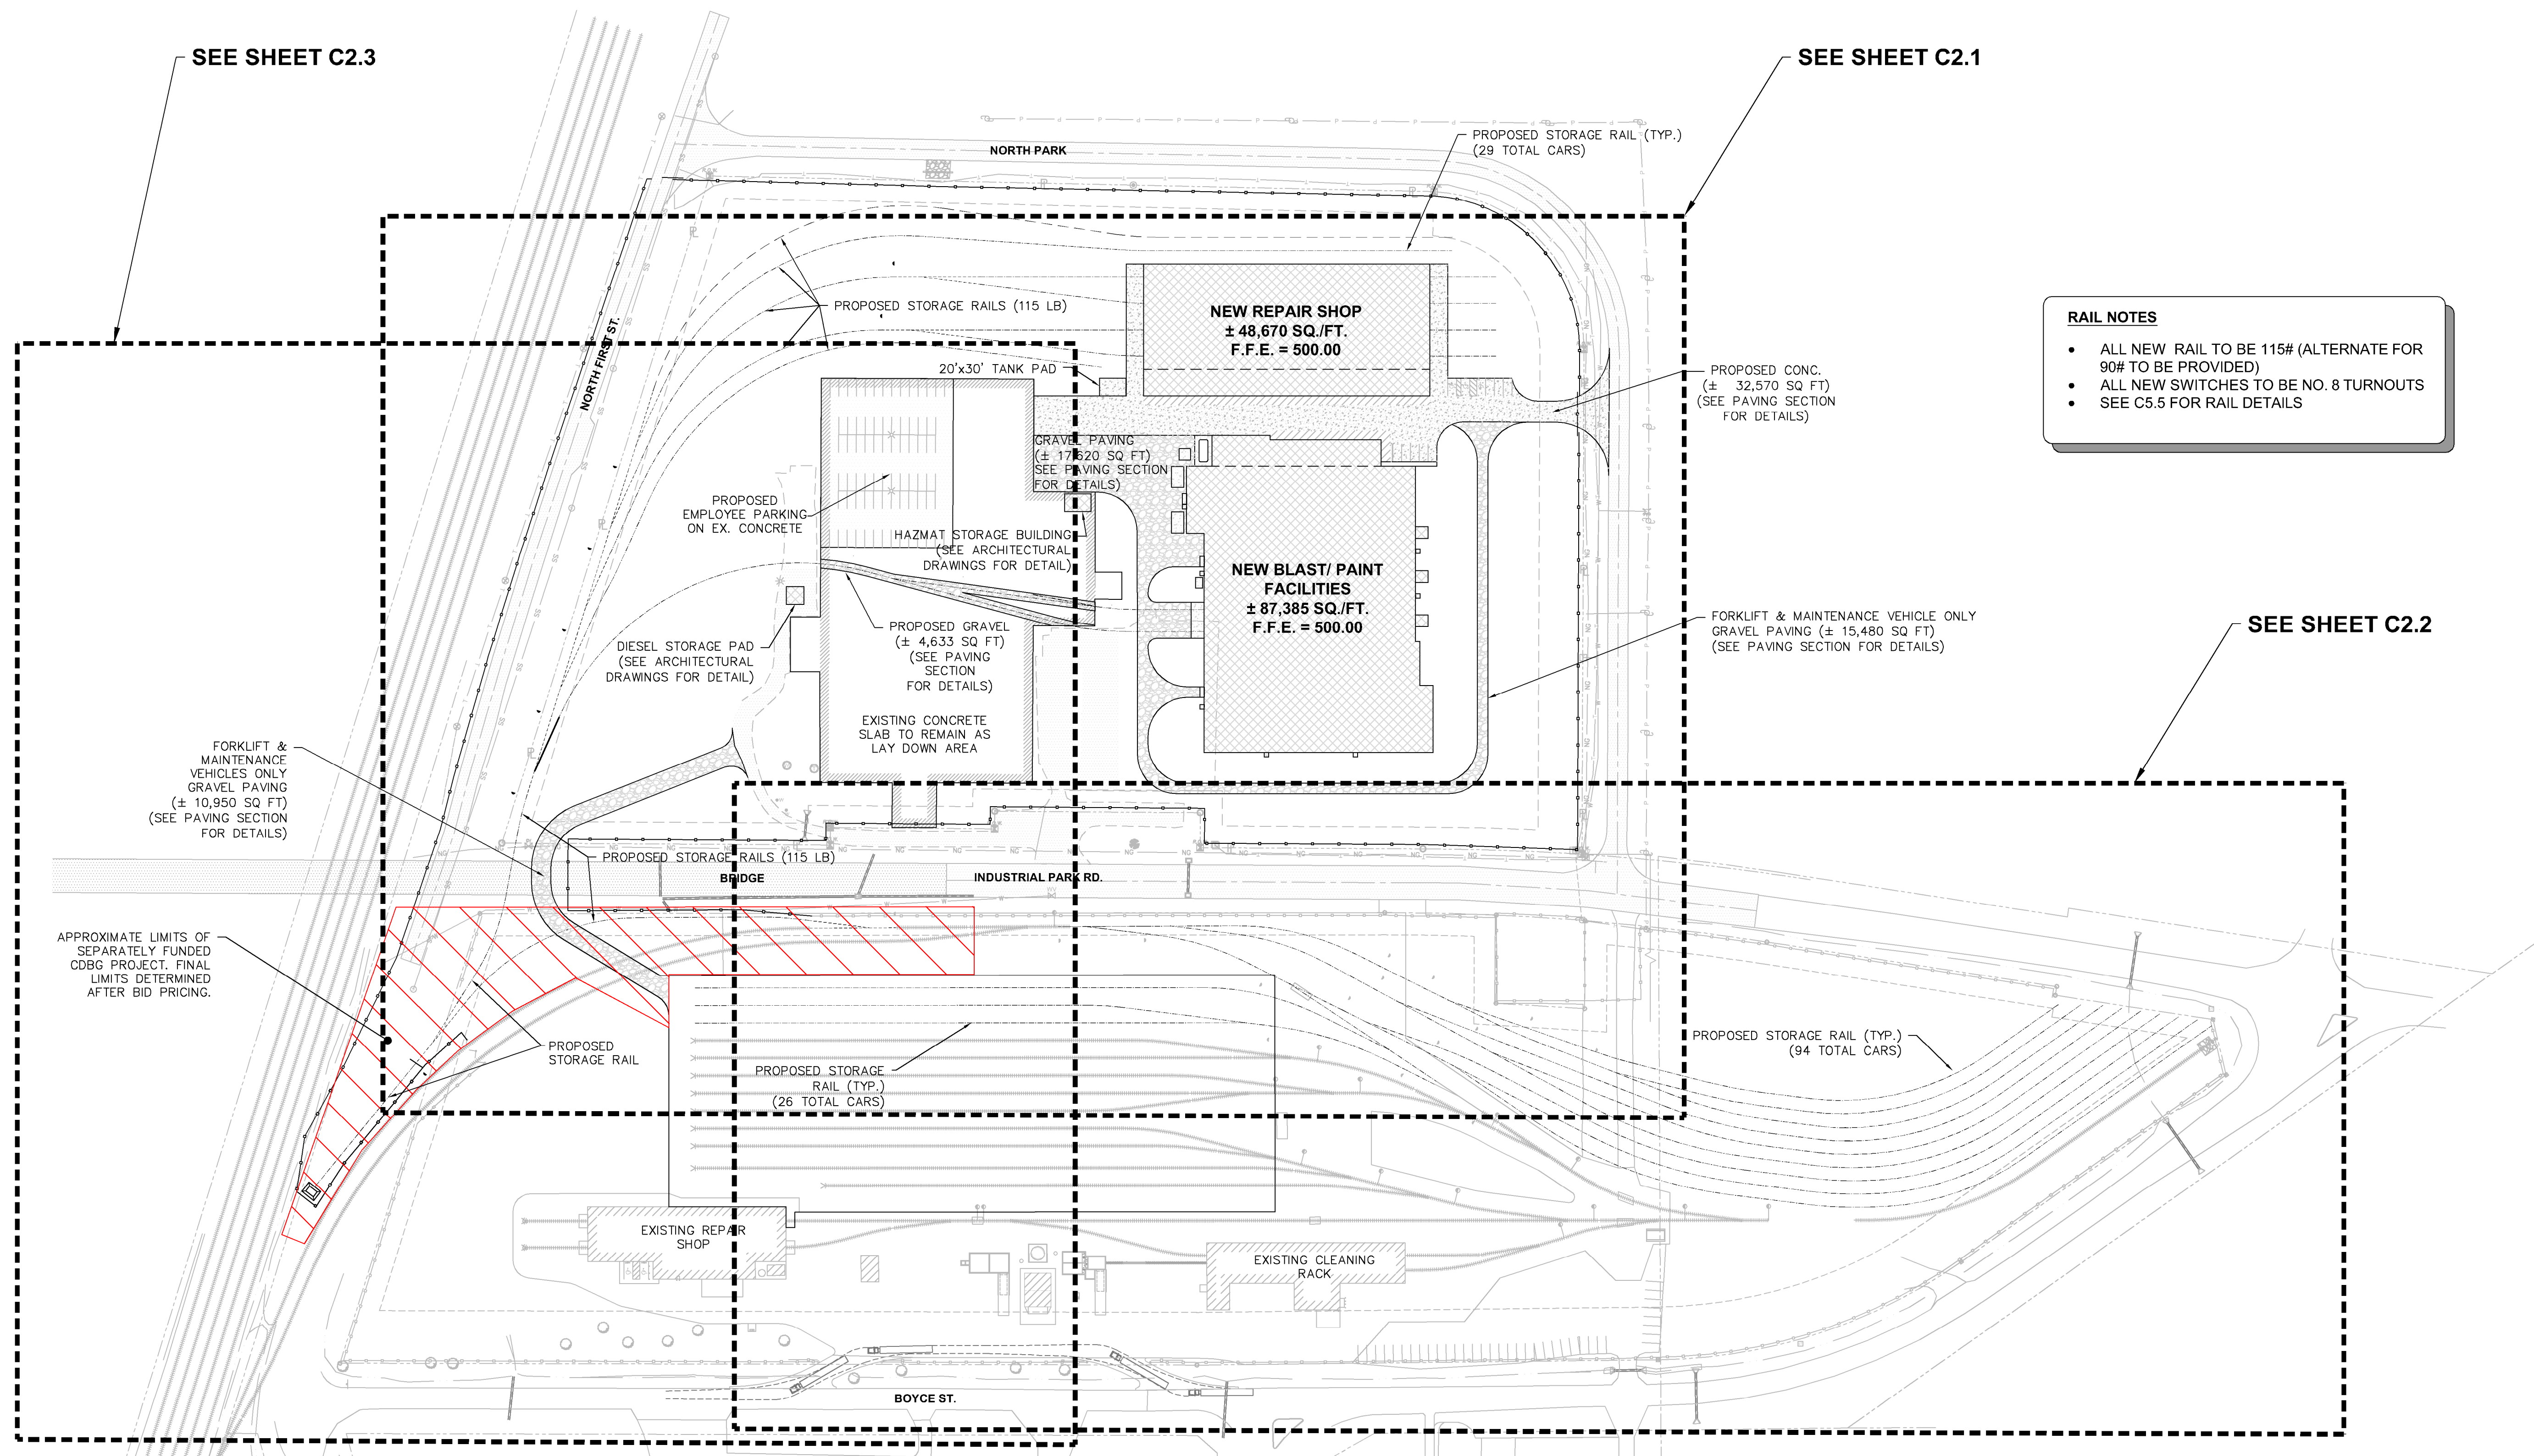 SEE SHEET C2.3
SEE SHEET C2.1
NORTH PARK
PROPOSED STORAGE RAIL (TYP.)
(29 TOTAL CARS)
PROPOSED STORAGE RAILS (115 LB)
NEW REPAIR SHOP
± 48,670 SQ./FT.
F.F.E. = 500.00
RAIL NOTES
• ALL NEW RAIL TO BE 115# (ALTERNATE FOR
90# TO BE PROVIDED)
• ALL NEW SWITCHES TO BE NO. 8 TURNOUTS
• SEE C5.5 FOR RAIL DETAILS
NORTH FIRST ST.
20'x30' TANK PAD
PROPOSED CONC.
(± 32,570 SQ FT)
(SEE PAVING SECTION
FOR DETAILS)
GRAVEL PAVING
(± 17,620 SQ FT)
SEE PAVING SECTION
FOR DETAILS)
PROPOSED
EMPLOYEE PARKING
ON EX. CONCRETE
HAZMAT STORAGE BUILDING
(SEE ARCHITECTURAL
DRAWINGS FOR DETAIL)
NEW BLAST/ PAINT
FACILITIES
± 87,385 SQ./FT.
F.F.E. = 500.00
DIESEL STORAGE PAD
(SEE ARCHITECTURAL
DRAWINGS FOR DETAIL)
PROPOSED GRAVEL
(± 4,633 SQ FT)
(SEE PAVING
SECTION
FOR DETAILS)
FORKLIFT & MAINTENANCE VEHICLE ONLY
GRAVEL PAVING (± 15,480 SQ FT)
(SEE PAVING SECTION FOR DETAILS)
SEE SHEET C2.2
EXISTING CONCRETE
SLAB TO REMAIN AS
LAY DOWN AREA
FORKLIFT &
MAINTENANCE
VEHICLES ONLY
GRAVEL PAVING
(± 10,950 SQ FT)
(SEE PAVING SECTION
FOR DETAILS)
PROPOSED STORAGE RAILS (115 LB)
BRIDGE
INDUSTRIAL PARK RD.
APPROXIMATE LIMITS OF
SEPARATELY FUNDED
CDBG PROJECT. FINAL
LIMITS DETERMINED
AFTER BID PRICING.
PROPOSED
STORAGE RAIL
PROPOSED STORAGE
RAIL (TYP.)
(26 TOTAL CARS)
PROPOSED STORAGE RAIL (TYP.)
(94 TOTAL CARS)
EXISTING REPAIR
SHOP
EXISTING CLEANING
RACK
BOYCE ST.